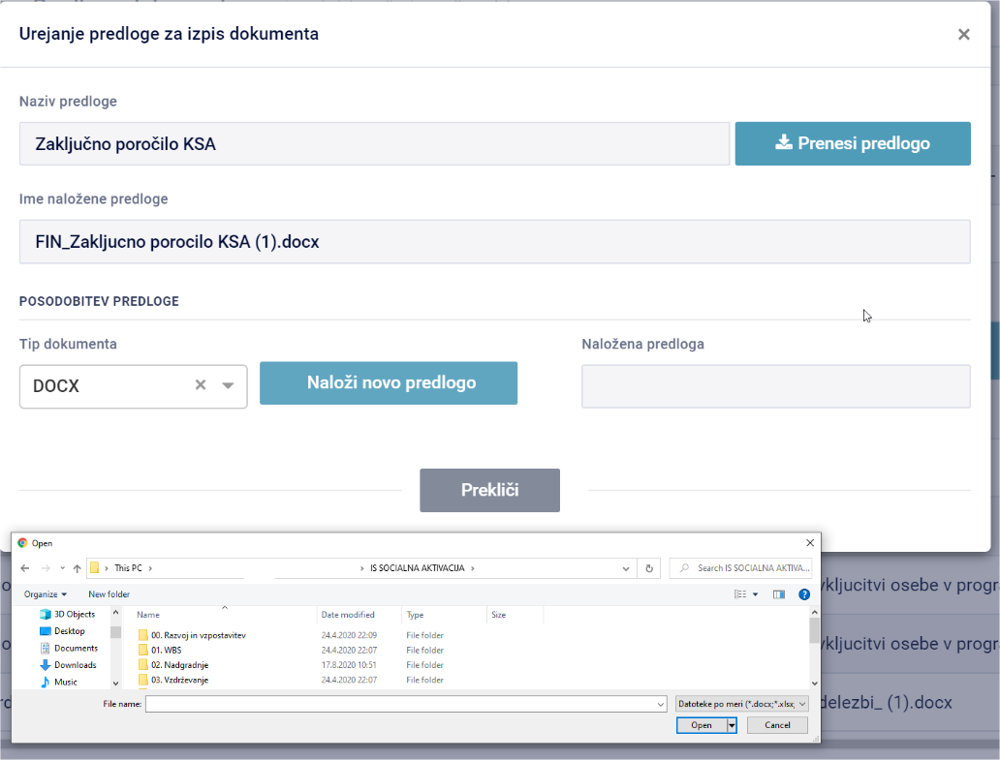 Urejanje predloge za izpis dokumenta
Naziv predloge
Zaključno poročilo KSA
Prenesi predlogo
Ime naložene predloge
FIN_Zakljucno porocilo KSA (1).docx
POSODOBITEV PREDLOGE
Tip dokumenta
Naložena predloga
DOCX
Naloži novo predlogo
Prekliči
Open
This PC
IS SOCIALNA AKTIVACIJA
Search IS SOCIALNA AKTIVA...
Organize
New folder
3D Objects
Desktop
Documents
Downloads
Music
Name Date modified Type Size
00. Razvoj in vzpostavitev 24.4.2020 22:09 File folder
01. WBS 24.4.2020 22:07 File folder
02. Nadgradnje 17.8.2020 10:51 File folder
03. Vzdrževanje 24.4.2020 22:07 File folder
File name:
Datoteke po meri (*.docx;*.xlsx;
Open
Cancel
vkljucitvi osebe v progra
vkljucitvi osebe v progra
delezbi_ (1).docx